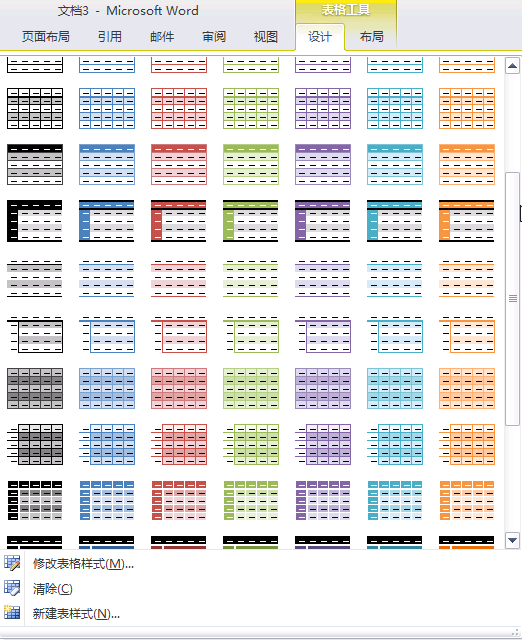 文档3 - Microsoft Word
表格工具
页面布局 引用 邮件 审阅 视图 设计 布局
修改表格样式(M)...
清除(C)
新建表样式(N)...